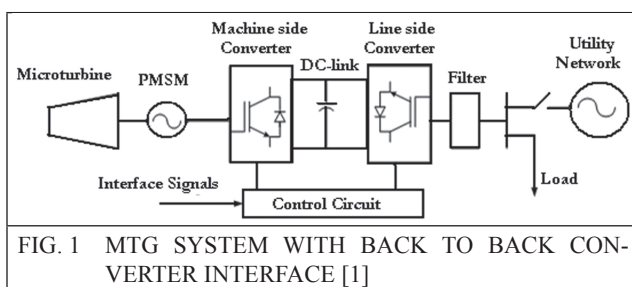 Machine side
Converter
Line side
Converter
Utility
Network
Microturbine
PMSM
DC-link
Filter
Interface Signals
Control Circuit
Load
FIG. 1 MTG SYSTEM WITH BACK TO BACK CON-
VERTER INTERFACE [1]